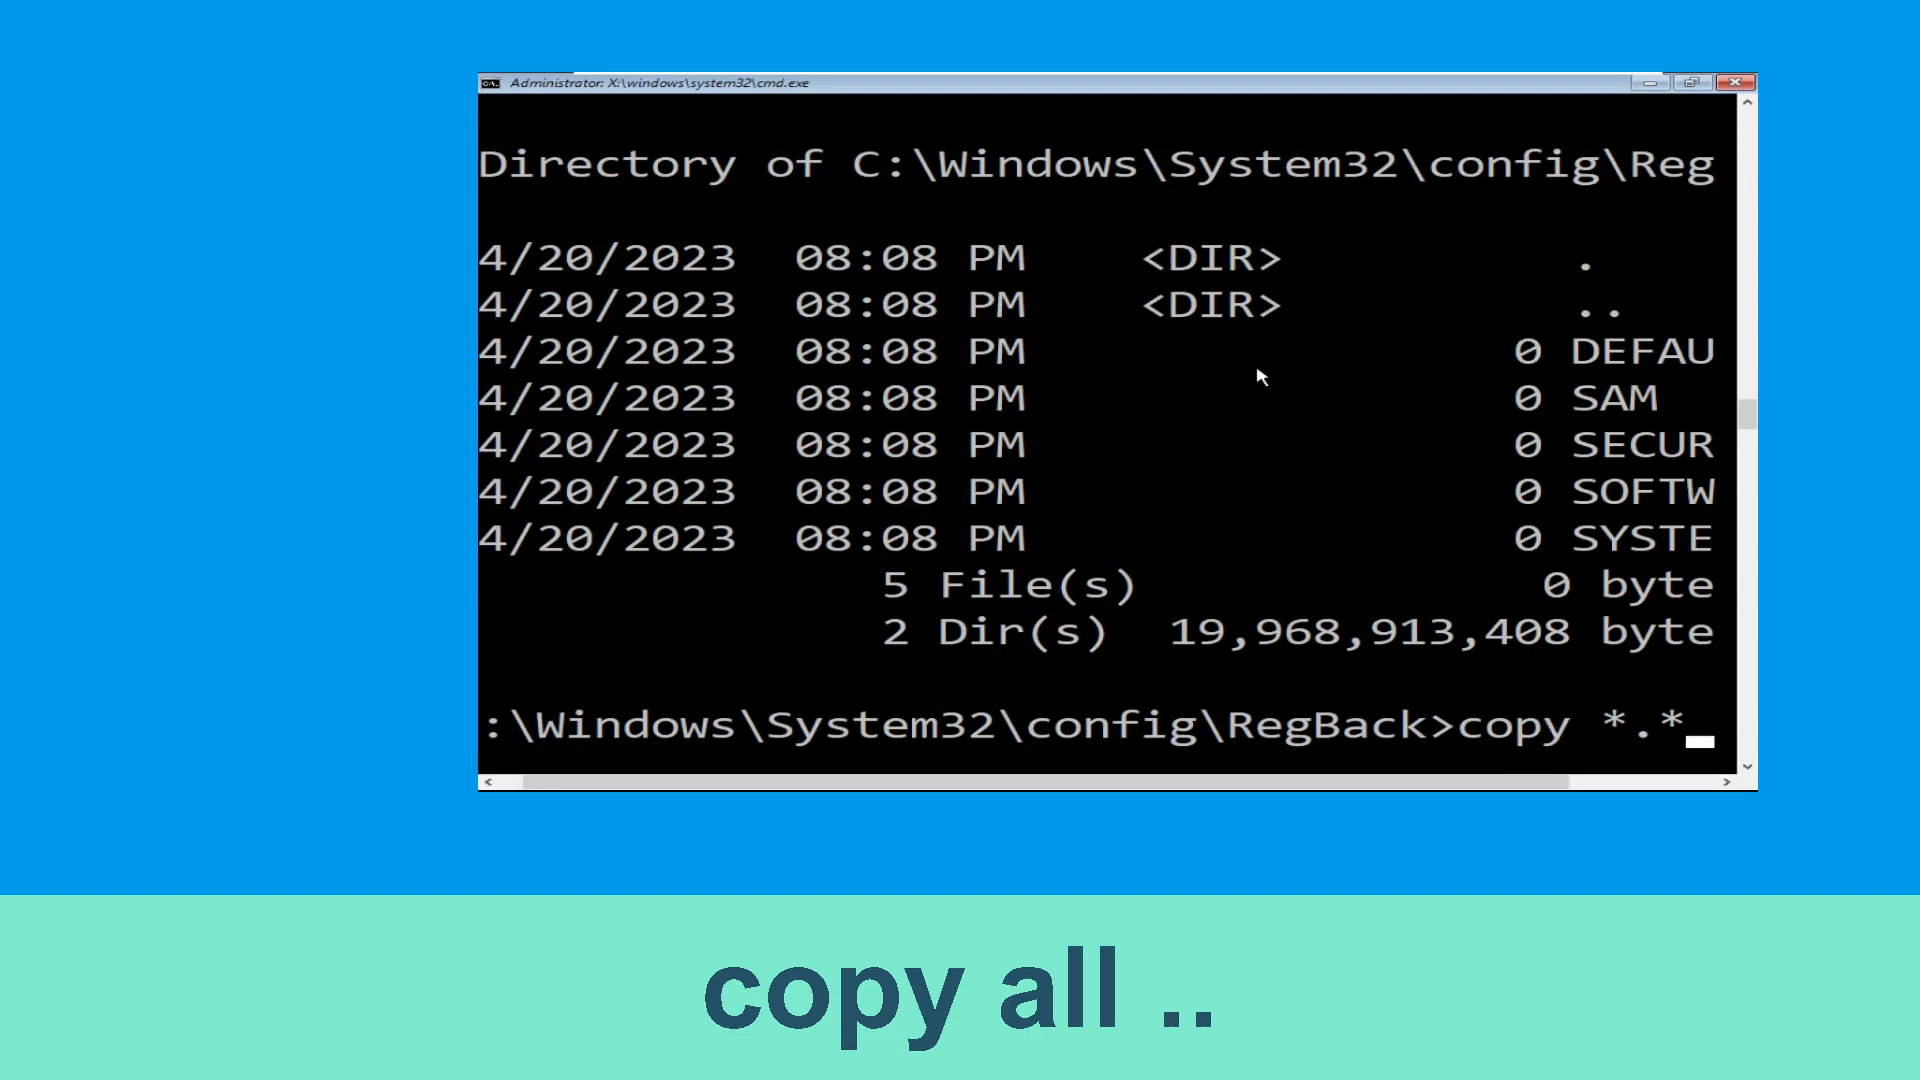 Administrator: X:\windows\system32\cmd.exe
Directory of C:\Windows\System32\config\Reg
4/20/2023 08:08 PM <DIR> .
4/20/2023 08:08 PM <DIR> ..
4/20/2023 08:08 PM 0 DEFAU
4/20/2023 08:08 PM 0 SAM
4/20/2023 08:08 PM 0 SECUR
4/20/2023 08:08 PM 0 SOFTW
4/20/2023 08:08 PM 0 SYSTE
5 File(s) 0 byte
2 Dir(s) 19,968,913,408 byte
:\Windows\System32\config\RegBack>copy *.*
copy all ..